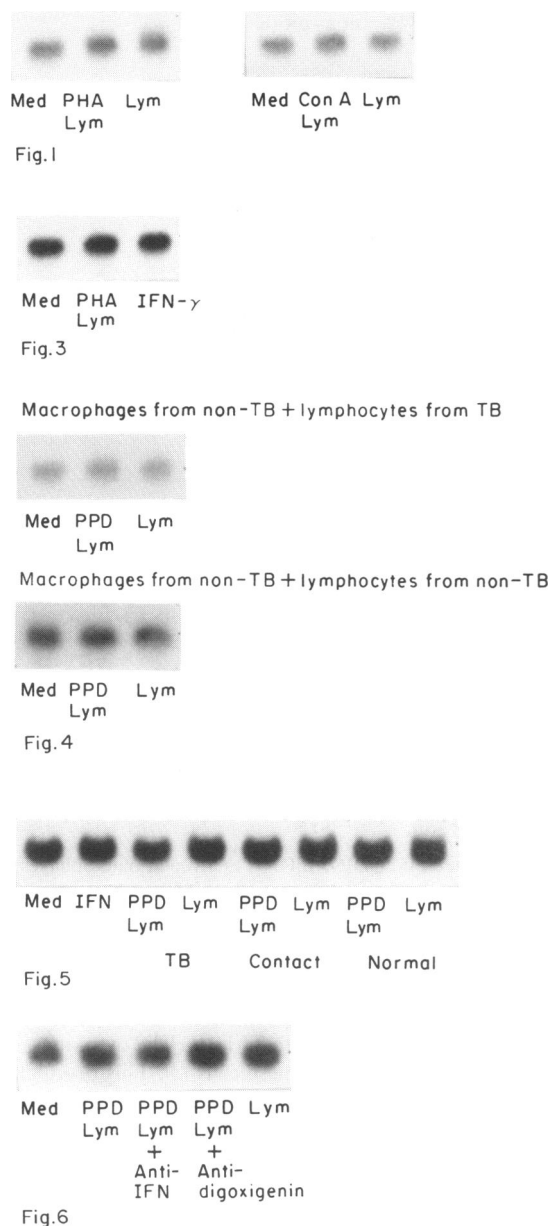 Med PHA Lym Med Con A Lym
Lym Lym
Fig.1
Med PHA IFN-γ
Lym
Fig.3
Macrophages from non-TB + lymphocytes from TB
Med PPD Lym
Lym
Macrophages from non-TB + lymphocytes from non-TB
Med PPD Lym
Lym
Fig.4
Med IFN PPD Lym PPD Lym PPD Lym
Lym Lym Lym
TB Contact Normal
Fig.5
Med PPD PPD PPD Lym
Lym Lym Lym
+ +
Anti- Anti-
IFN digoxigenin
Fig.6